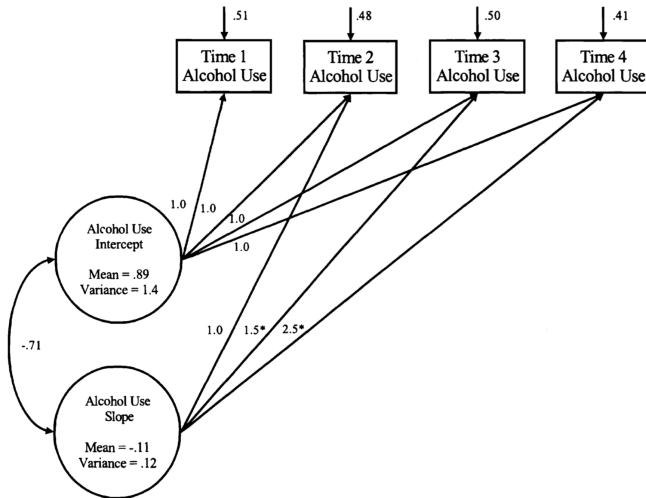 .51
.48
.50
.41
Time 1
Alcohol Use
Time 2
Alcohol Use
Time 3
Alcohol Use
Time 4
Alcohol Use
1.0
1.0
1.0
1.0
Alcohol Use
Intercept
Mean = .89
Variance = 1.4
-.71
1.0
1.5*
2.5*
Alcohol Use
Slope
Mean = -.11
Variance = .12